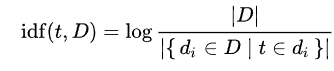 idf(t, D) = log |D| / |{ d_i ∈ D | t ∈ d_i }|